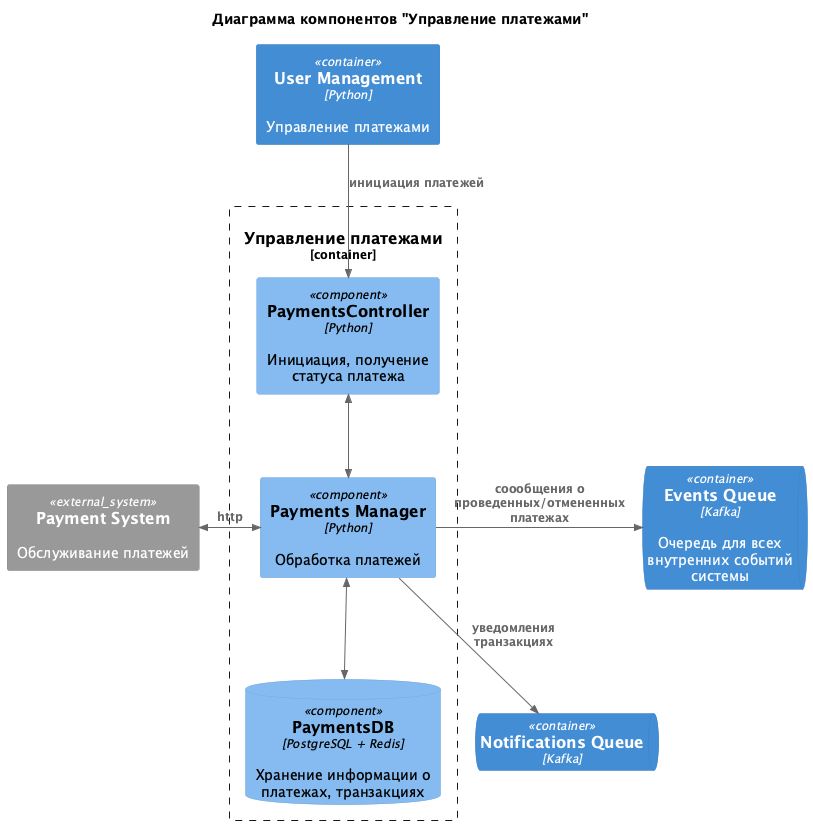 Диаграмма компонентов "Управление платежами"
«container»
User Management
[Python]
Управление платежами
инициация платежей
Управление платежами
[container]
«component»
PaymentsController
[Python]
Инициация, получение
статуса платежа
«external_system»
Payment System
Обслуживание платежей
http
«component»
Payments Manager
[Python]
Обработка платежей
соообщения о
проведенных/отмененных
платежах
«container»
Events Queue
[Kafka]
Очередь для всех
внутренних событий
системы
уведомления
транзакциях
«component»
PaymentsDB
[PostgreSQL + Redis]
Хранение информации о
платежах, транзакциях
«container»
Notifications Queue
[Kafka]